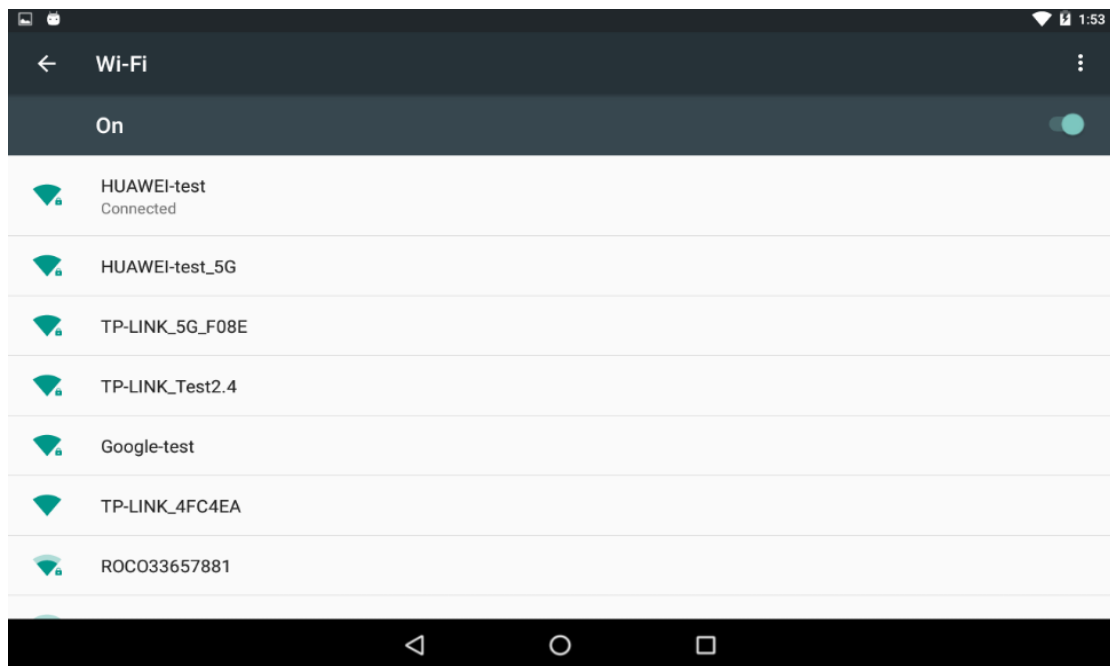 1:53
Wi-Fi
On
HUAWEI-test
Connected
HUAWEI-test_5G
TP-LINK_5G_F08E
TP-LINK_Test2.4
Google-test
TP-LINK_4FC4EA
ROCO33657881